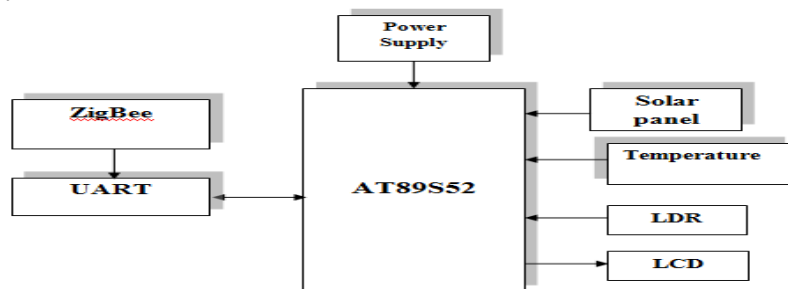 Power
Supply
ZigBee
Solar
panel
Temperature
UART
AT89S52
LDR
LCD